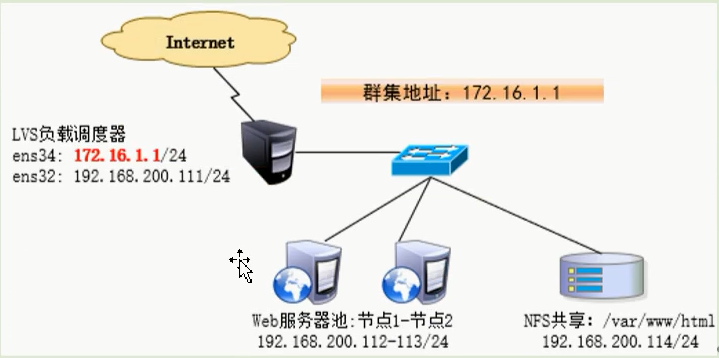 Internet
群集地址：172.16.1.1
LVS负载调度器
ens34: 172.16.1.1/24
ens32: 192.168.200.111/24
Web服务器池:节点1-节点2
192.168.200.112-113/24
NFS共享：/var/www/html
192.168.200.114/24